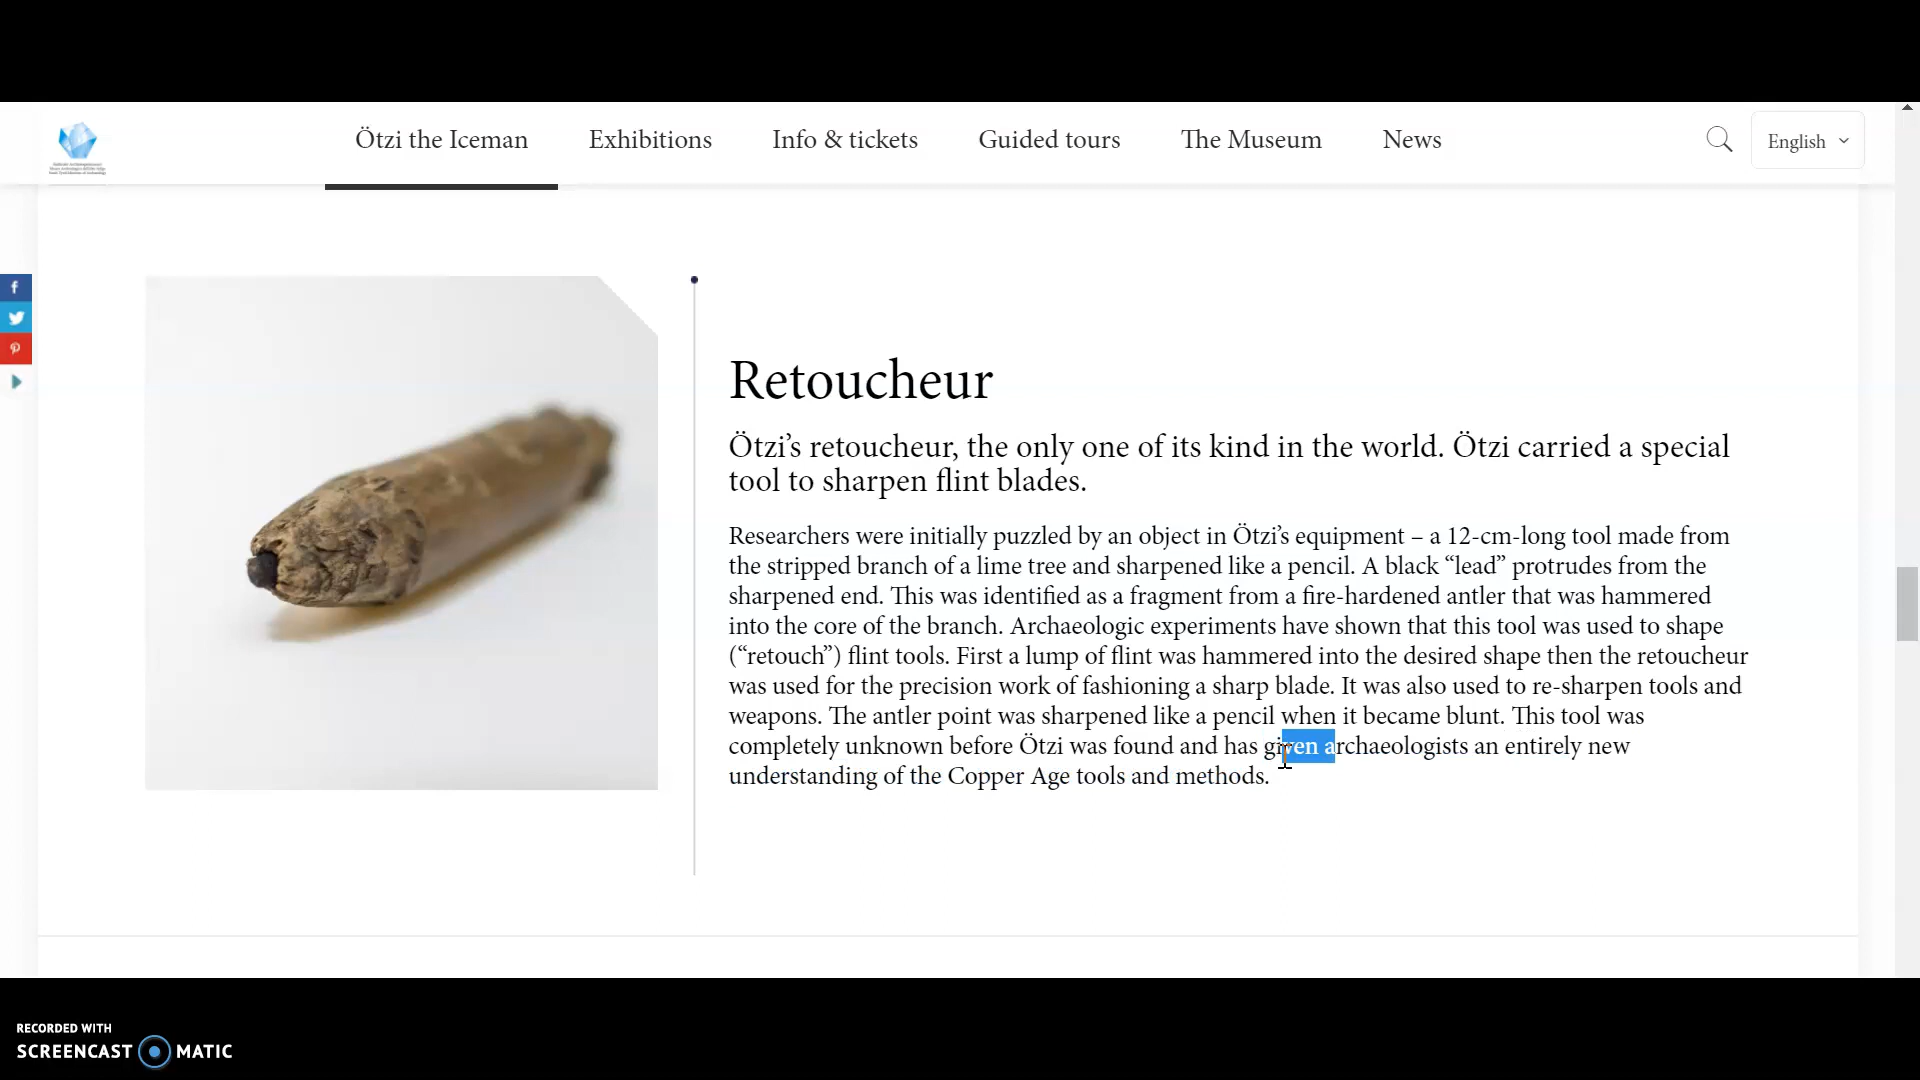 Ötzi the Iceman
Exhibitions
Info & tickets
Guided tours
The Museum
News
English
Retoucheur
Ötzi’s retoucheur, the only one of its kind in the world. Ötzi carried a special
tool to sharpen flint blades.
Researchers were initially puzzled by an object in Ötzi’s equipment – a 12-cm-long tool made from
the stripped branch of a lime tree and sharpened like a pencil. A black “lead” protrudes from the
sharpened end. This was identified as a fragment from a fire-hardened antler that was hammered
into the core of the branch. Archaeologic experiments have shown that this tool was used to shape
(“retouch”) flint tools. First a lump of flint was hammered into the desired shape then the retoucheur
was used for the precision work of fashioning a sharp blade. It was also used to re-sharpen tools and
weapons. The antler point was sharpened like a pencil when it became blunt. This tool was
completely unknown before Ötzi was found and has given archaeologists an entirely new
understanding of the Copper Age tools and methods.
RECORDED WITH
SCREENCAST MATIC